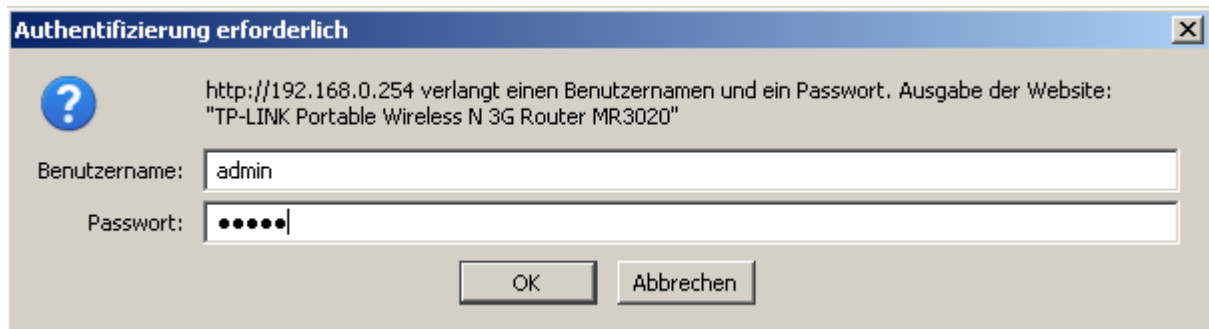 Authentifizierung erforderlich
http://192.168.0.254 verlangt einen Benutzernamen und ein Passwort. Ausgabe der Website:
"TP-LINK Portable Wireless N 3G Router MR3020"
Benutzername: admin
Passwort: •••••
OK Abbrechen